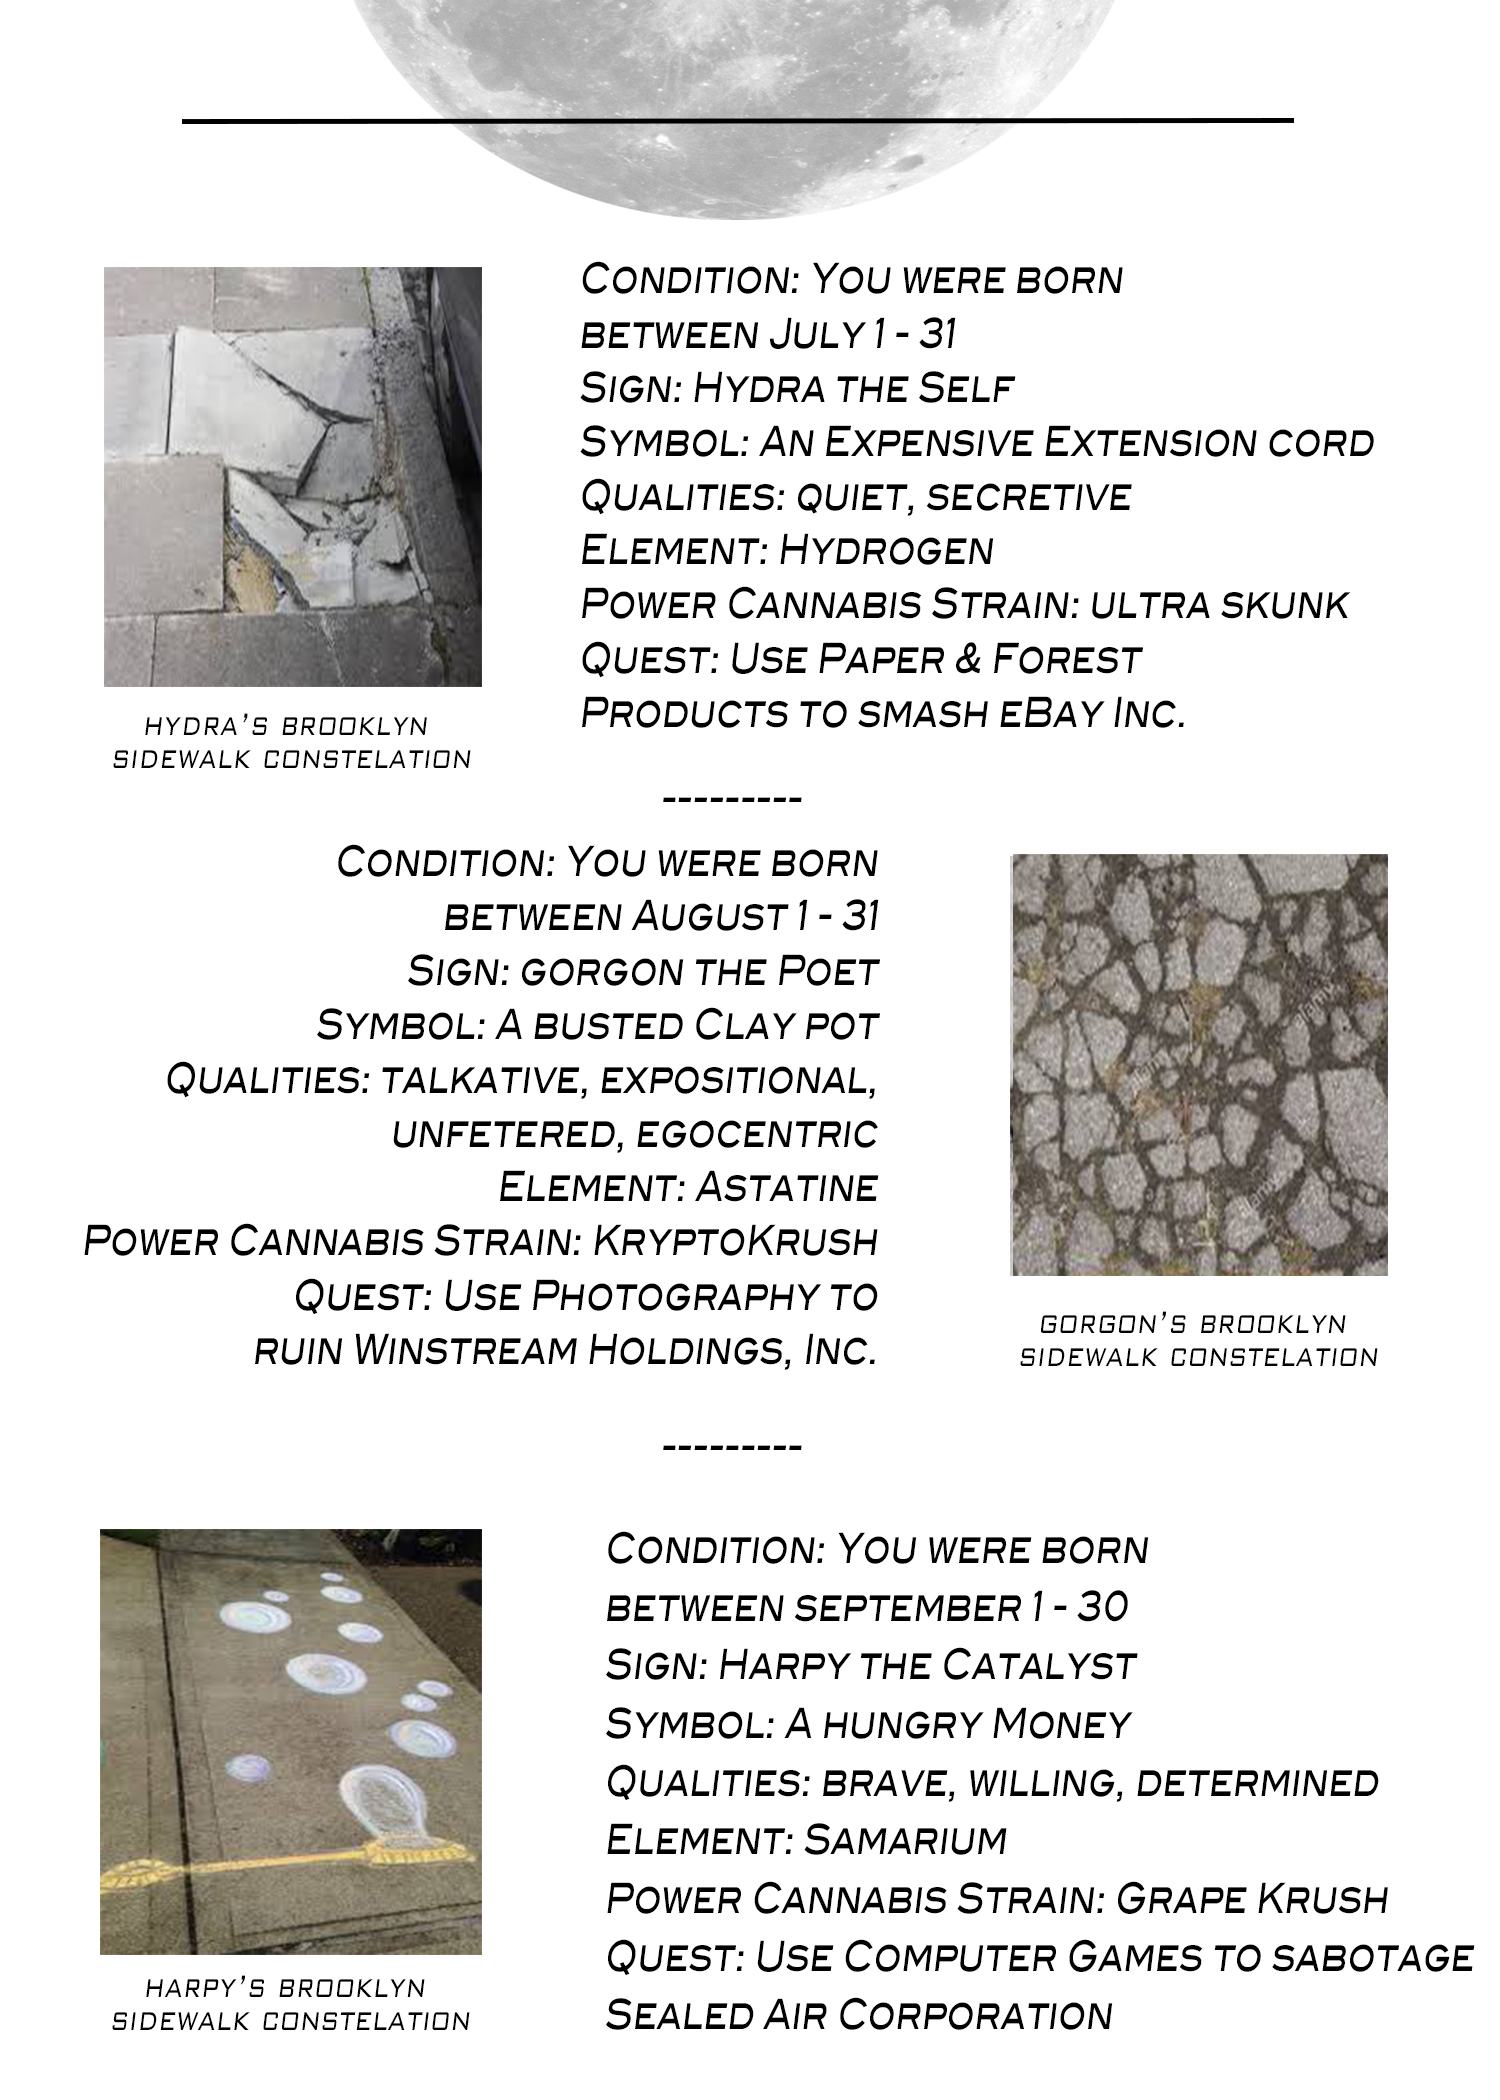 Condition: You were born
between July 1 - 31
Sign: Hydra the Self
Symbol: An Expensive Extension cord
Qualities: quiet, secretive
Element: Hydrogen
Power Cannabis Strain: ultra skunk
Quest: Use Paper & Forest
Products to smash eBay Inc.
HYDRA'S BROOKLYN
SIDEWALK CONSTELATION
---------
Condition: You were born
between August 1 - 31
Sign: gorgon the Poet
Symbol: A busted Clay pot
Qualities: talkative, expositional,
unfetered, egocentric
Element: Astatine
Power Cannabis Strain: KryptoKrush
Quest: Use Photography to
ruin Winstream Holdings, Inc.
alamy
alamy
alamy
GORGON'S BROOKLYN
SIDEWALK CONSTELATION
---------
Condition: You were born
between september 1 - 30
Sign: Harpy the Catalyst
Symbol: A hungry Money
Qualities: brave, willing, determined
Element: Samarium
Power Cannabis Strain: Grape Krush
Quest: Use Computer Games to sabotage
Sealed Air Corporation
HARPY'S BROOKLYN
SIDEWALK CONSTELATION